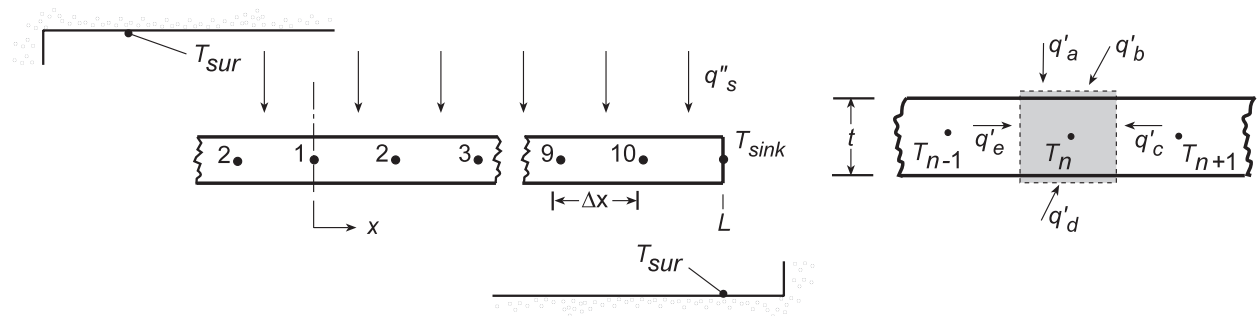 T_sur
q"_s
2 1 2 3 9 10 T_sink
Δx
x
L
T_sur
q'_a q'_b
t
T_n-1 q'_e T_n q'_c T_n+1
q'_d